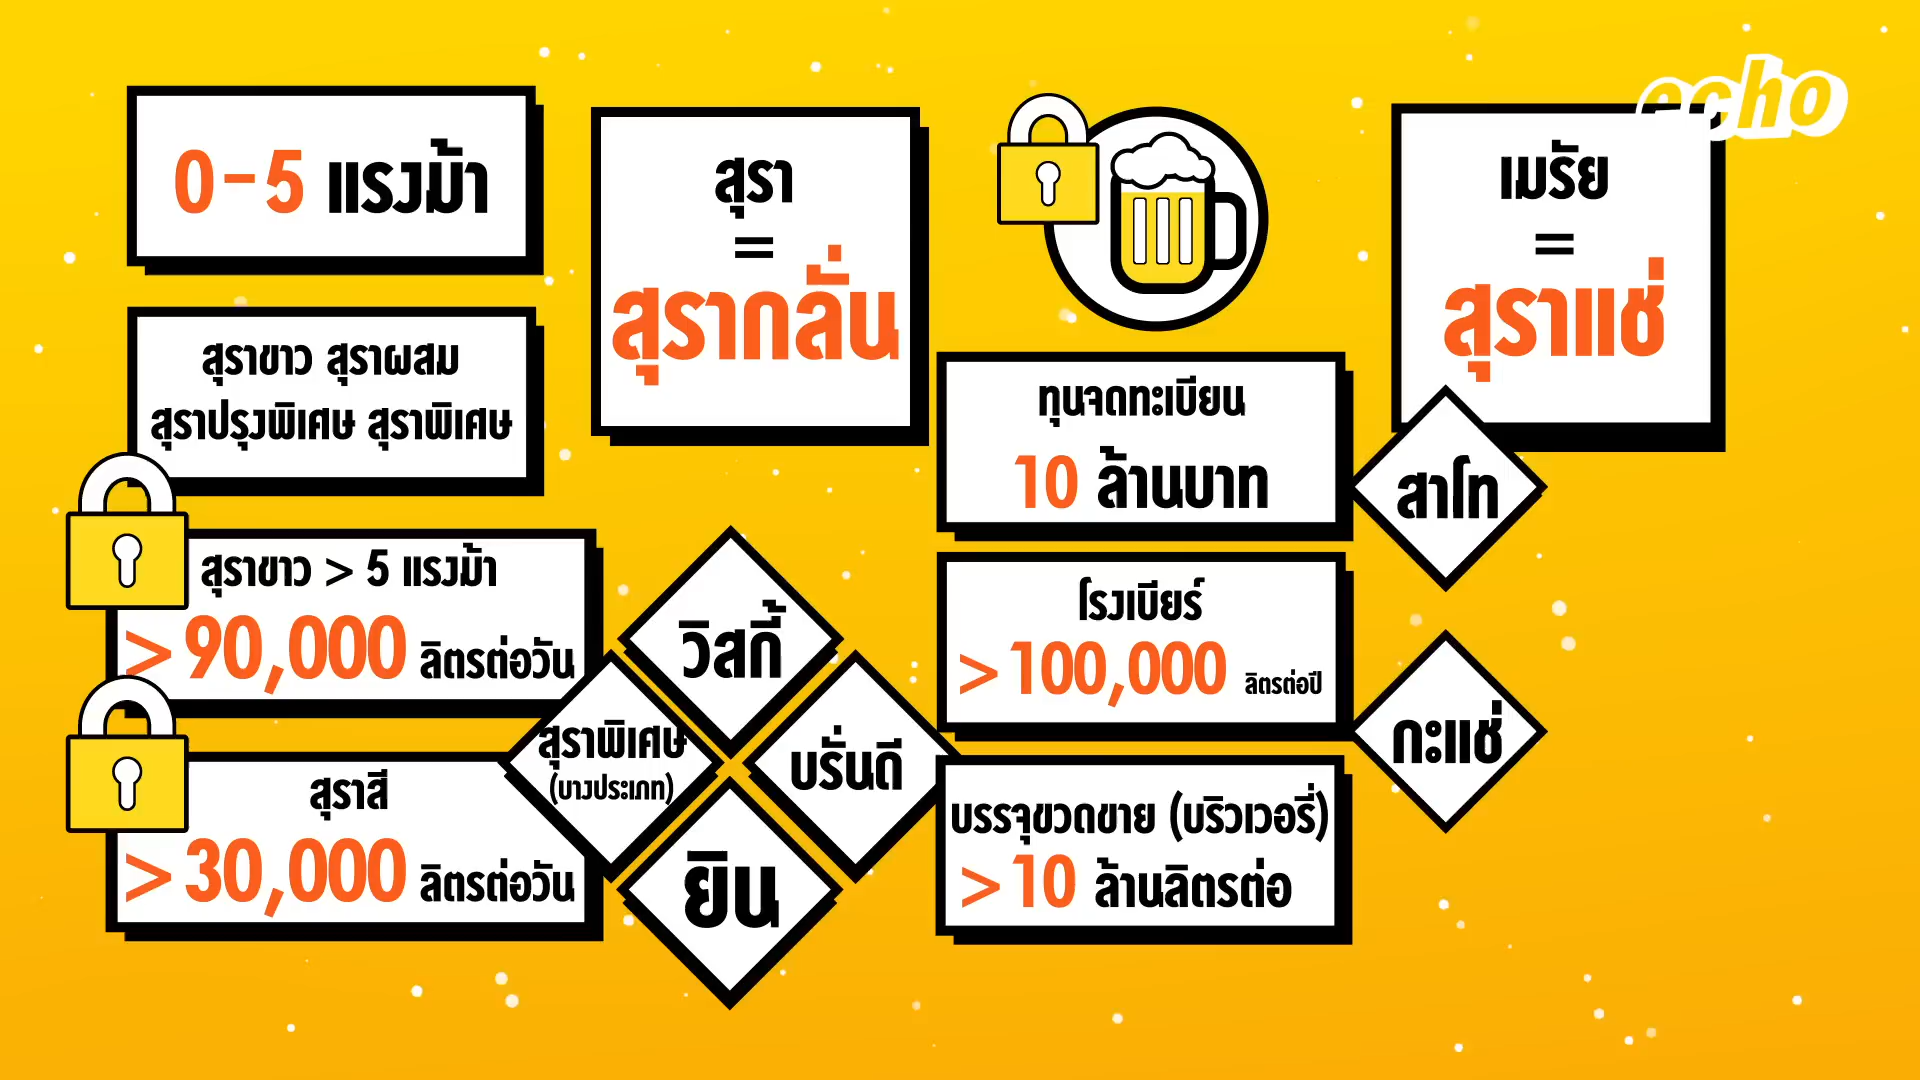 0-5 แรงม้า
สุราขาว สุราผสม
สุราปรุงพิเศษ สุราพิเศษ
สุราขาว > 5 แรงม้า
> 90,000 ลิตรต่อวัน
สุราสี
> 30,000 ลิตรต่อวัน
สุรา
=
สุรากลั่น
วิสกี้
สุราพิเศษ
(บางประเภท)
บรั่นดี
ยิน
ทุนจดทะเบียน
10 ล้านบาท
โรงเบียร์
> 100,000 ลิตรต่อปี
บรรจุขวดขาย (บริวเวอรี่)
> 10 ล้านลิตรต่อ
echo
เมรัย
=
สุราแช่
สาโท
กะแช่